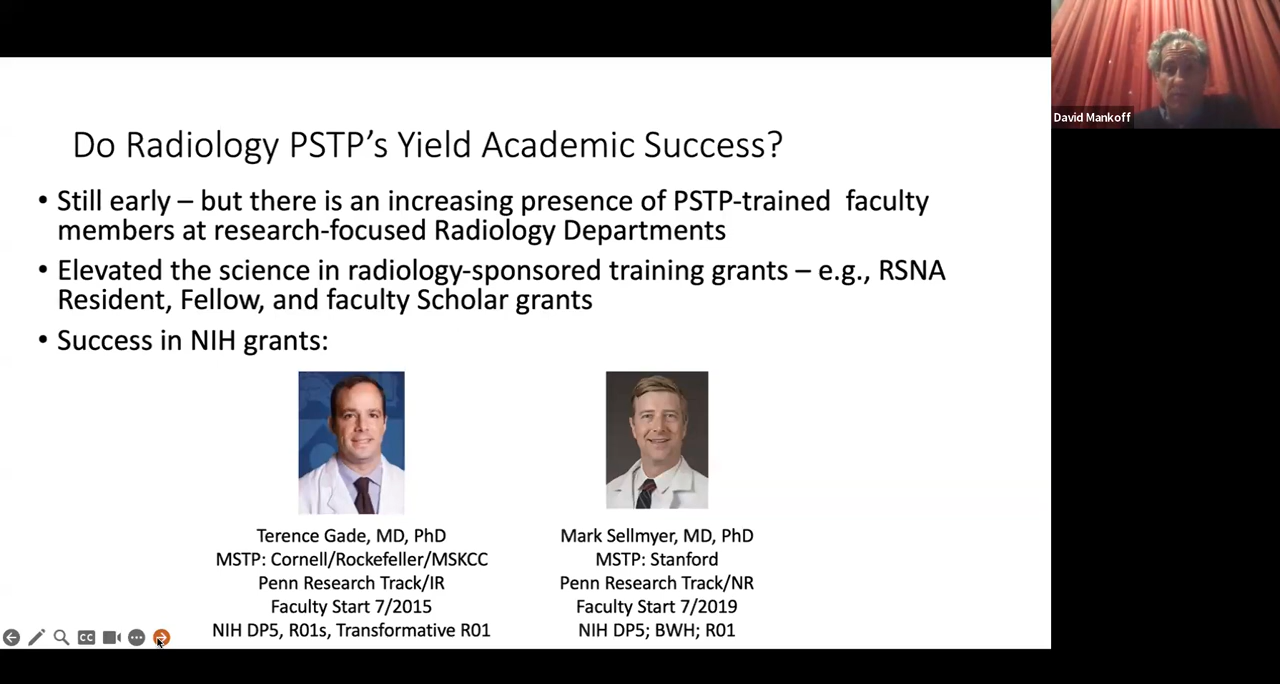 Do Radiology PSTP's Yield Academic Success?
• Still early – but there is an increasing presence of PSTP-trained faculty
members at research-focused Radiology Departments
• Elevated the science in radiology-sponsored training grants – e.g., RSNA
Resident, Fellow, and faculty Scholar grants
• Success in NIH grants:
Terence Gade, MD, PhD
MSTP: Cornell/Rockefeller/MSKCC
Penn Research Track/IR
Faculty Start 7/2015
NIH DP5, R01s, Transformative R01
Mark Sellmyer, MD, PhD
MSTP: Stanford
Penn Research Track/NR
Faculty Start 7/2019
NIH DP5; BWH; R01
CC
David Mankoff